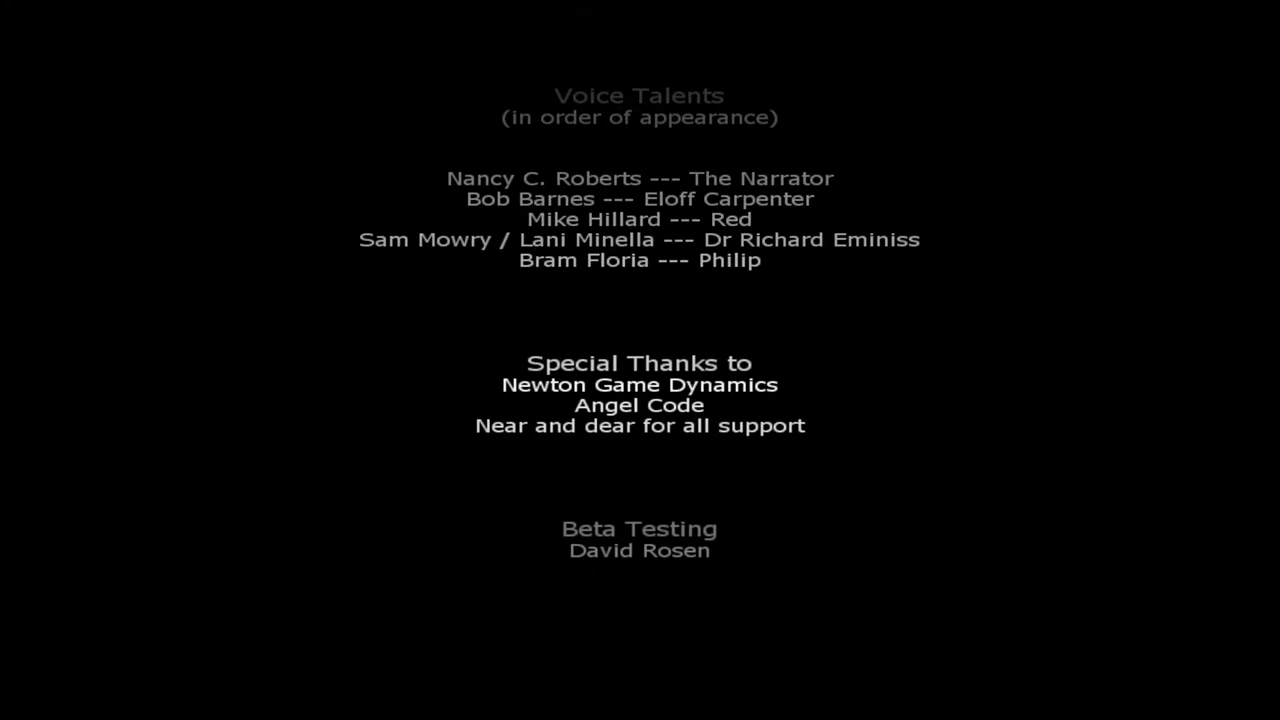 Voice Talents
(in order of appearance)
Nancy C. Roberts --- The Narrator
Bob Barnes --- Eloff Carpenter
Mike Hillard --- Red
Sam Mowry / Lani Minella --- Dr Richard Eminiss
Bram Floria --- Philip
Special Thanks to
Newton Game Dynamics
Angel Code
Near and dear for all support
Beta Testing
David Rosen